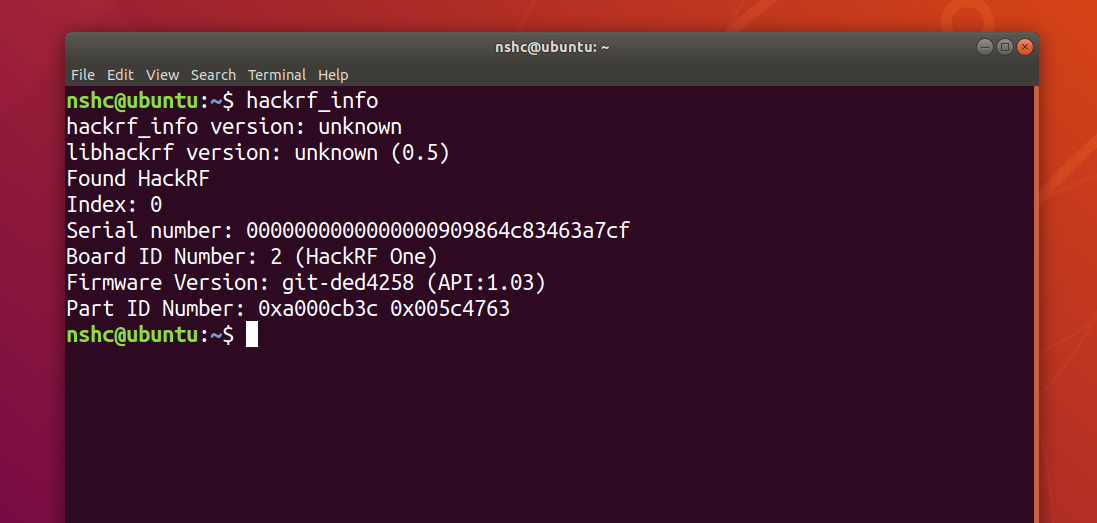 nshc@ubuntu: ~
File Edit View Search Terminal Help
nshc@ubuntu:~$ hackrf_info
hackrf_info version: unknown
libhackrf version: unknown (0.5)
Found HackRF
Index: 0
Serial number: 0000000000000000909864c83463a7cf
Board ID Number: 2 (HackRF One)
Firmware Version: git-ded4258 (API:1.03)
Part ID Number: 0xa000cb3c 0x005c4763
nshc@ubuntu:~$